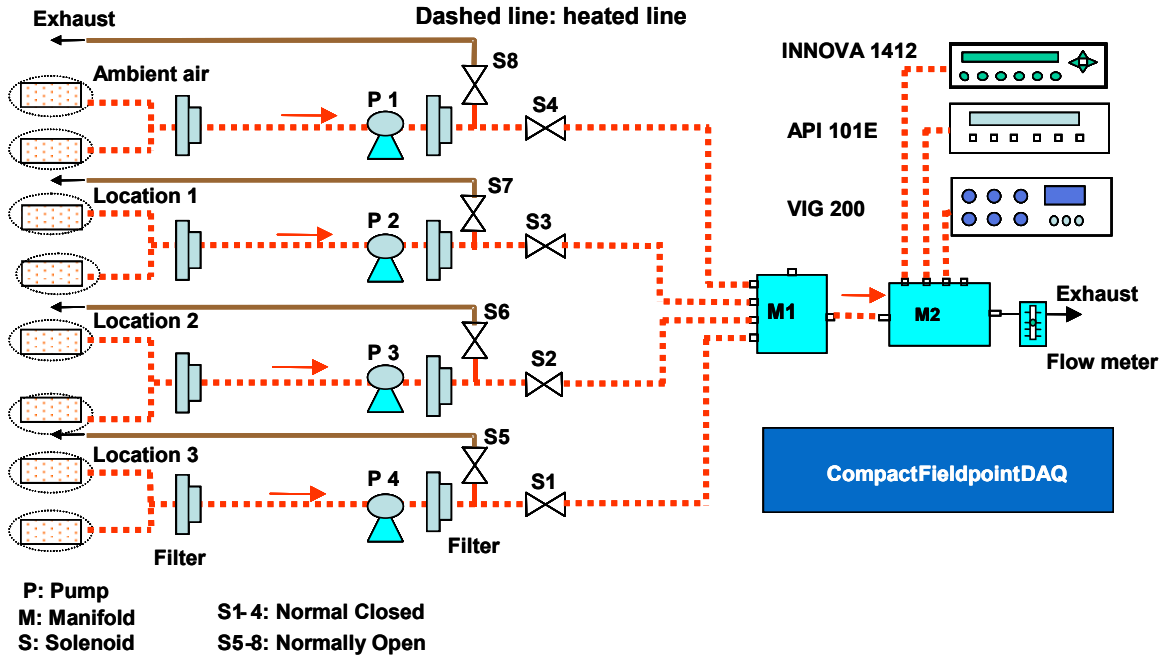 Dashed line: heated line
Exhaust
INNOVA 1412
S8
Ambient air
P 1
S4
API 101E
S7
Location 1
P 2
S3
VIG 200
S6
Location 2
P 3
S2
M1
M2
Exhaust
Flow meter
S5
Location 3
P 4
S1
CompactFieldpointDAQ
Filter
Filter
P: Pump
M: Manifold
S: Solenoid
S1-4: Normal Closed
S5-8: Normally Open